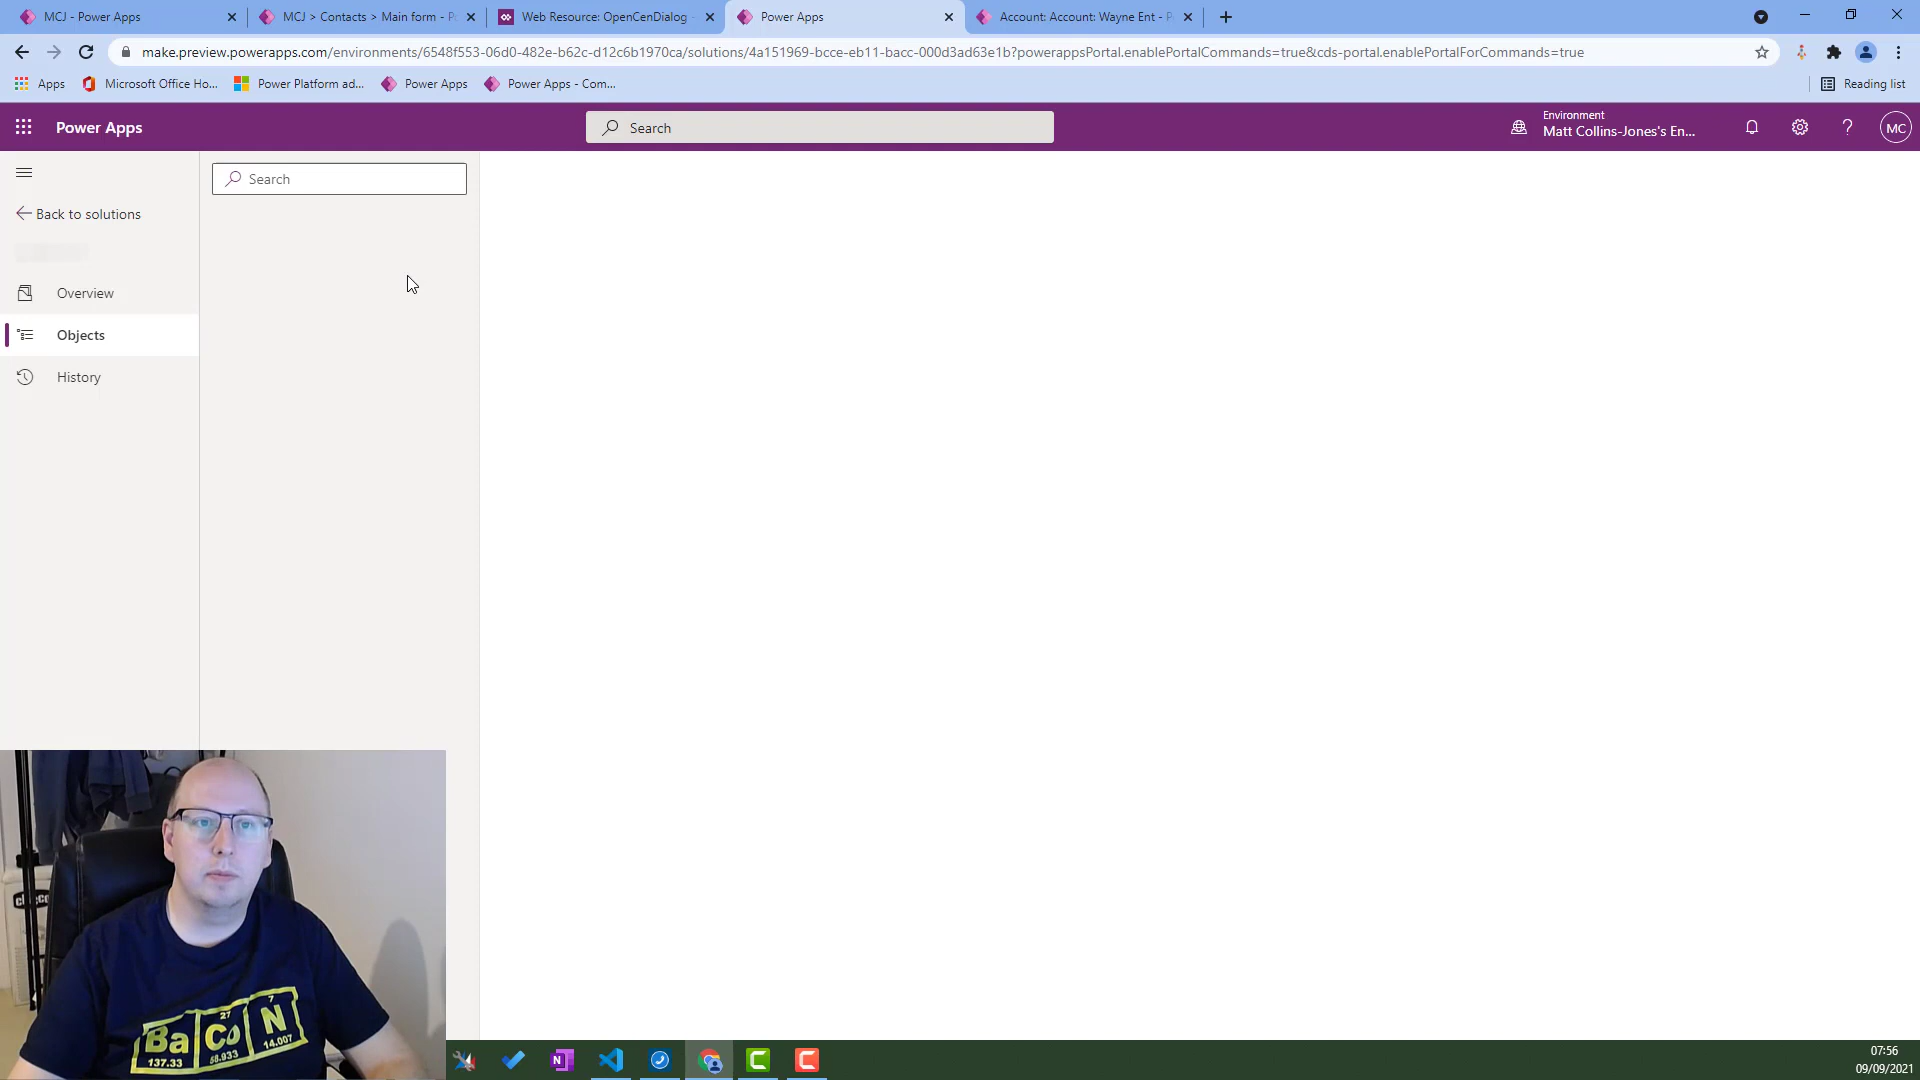 MCJ - Power Apps
MCJ > Contacts > Main form - Po
Web Resource: OpenCenDialog -
Power Apps
Account: Account: Wayne Ent - P
make.preview.powerapps.com/environments/6548f553-06d0-482e-b62c-d12c6b1970ca/solutions/4a151969-bcce-eb11-bacc-000d3ad63e1b?powerappsPortal.enablePortalCommands=true&cds-portal.enablePortalForCommands=true
Apps
Microsoft Office Ho...
Power Platform ad...
Power Apps
Power Apps - Com...
Reading list
Power Apps
Search
Environment
Matt Collins-Jones's En...
MC
Search
Back to solutions
Overview
Objects
History
Ba Co N
27
7
137.33
58.933
14.007
07:56
09/09/2021